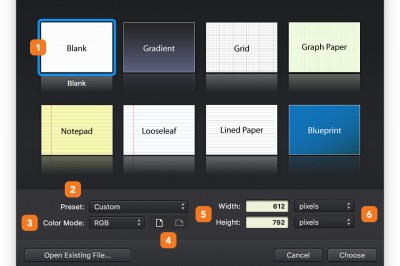 1
Blank
Gradient
Grid
Graph Paper
Blank
Notepad
Looseleaf
Lined Paper
Blueprint
2
Preset: Custom
Width: 612 pixels
3 Color Mode: RGB
5
Height: 792 pixels
6
4
Open Existing File...
Cancel
Choose